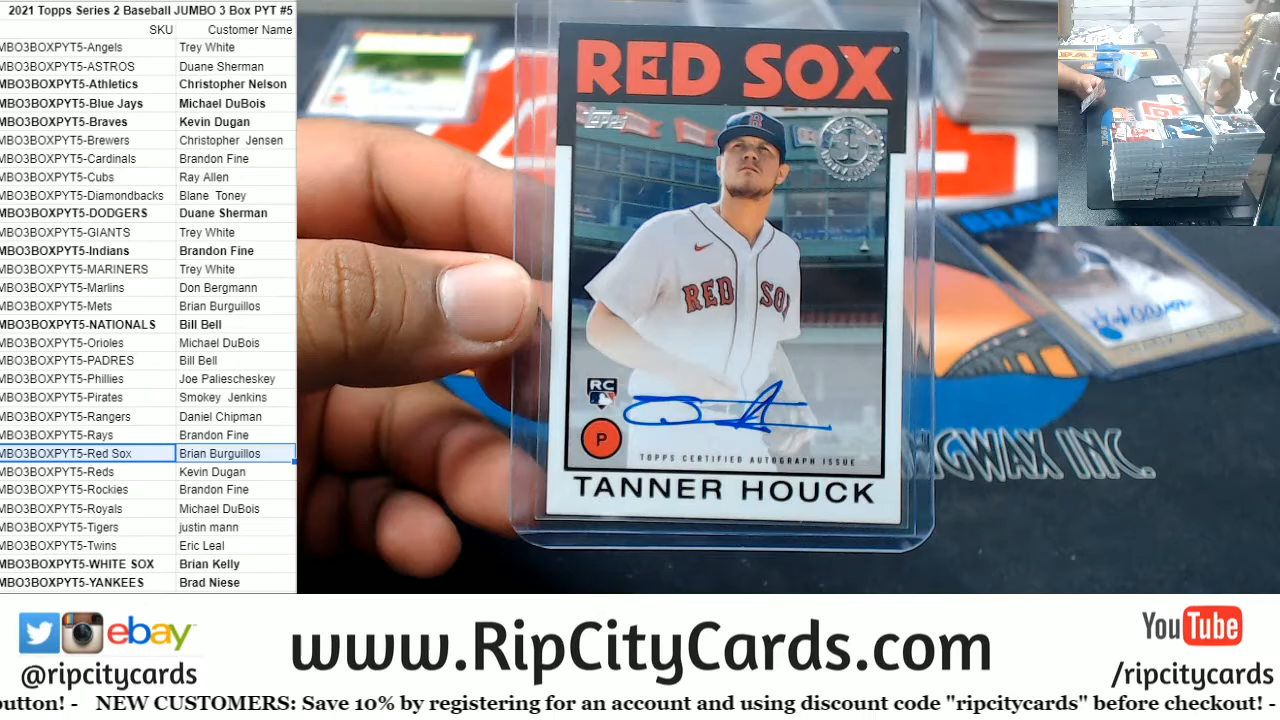 2021 Topps Series 2 Baseball JUMBO 3 Box PYT #5
SKU Customer Name
MBO3BOXPYT5-Angels Trey White
MBO3BOXPYT5-ASTROS Duane Sherman
MBO3BOXPYT5-Athletics Christopher Nelson
MBO3BOXPYT5-Blue Jays Michael DuBois
MBO3BOXPYT5-Braves Kevin Dugan
MBO3BOXPYT5-Brewers Christopher Jensen
MBO3BOXPYT5-Cardinals Brandon Fine
MBO3BOXPYT5-Cubs Ray Allen
MBO3BOXPYT5-Diamondbacks Blane Toney
MBO3BOXPYT5-DODGERS Duane Sherman
MBO3BOXPYT5-GIANTS Trey White
MBO3BOXPYT5-Indians Brandon Fine
MBO3BOXPYT5-MARINERS Trey White
MBO3BOXPYT5-Marlins Don Bergmann
MBO3BOXPYT5-Mets Brian Burguillos
MBO3BOXPYT5-NATIONALS Bill Bell
MBO3BOXPYT5-Orioles Michael DuBois
MBO3BOXPYT5-PADRES Bill Bell
MBO3BOXPYT5-Phillies Joe Paliescheskey
MBO3BOXPYT5-Pirates Smokey Jenkins
MBO3BOXPYT5-Rangers Daniel Chipman
MBO3BOXPYT5-Rays Brandon Fine
MBO3BOXPYT5-Red Sox Brian Burguillos
MBO3BOXPYT5-Reds Kevin Dugan
MBO3BOXPYT5-Rockies Brandon Fine
MBO3BOXPYT5-Royals Michael DuBois
MBO3BOXPYT5-Tigers justin mann
MBO3BOXPYT5-Twins Eric Leal
MBO3BOXPYT5-WHITE SOX Brian Kelly
MBO3BOXPYT5-YANKEES Brad Niese
RED SOX
Topps
35
RED SOX
RC
P
TOPPS CERTIFIED AUTOGRAPH ISSUE
TANNER HOUCK
GWAX INC.
ebay
@ripcitycards
www.RipCityCards.com
YouTube
/ripcitycards
button! - NEW CUSTOMERS: Save 10% by registering for an account and using discount code "ripcitycards" before checkout! -